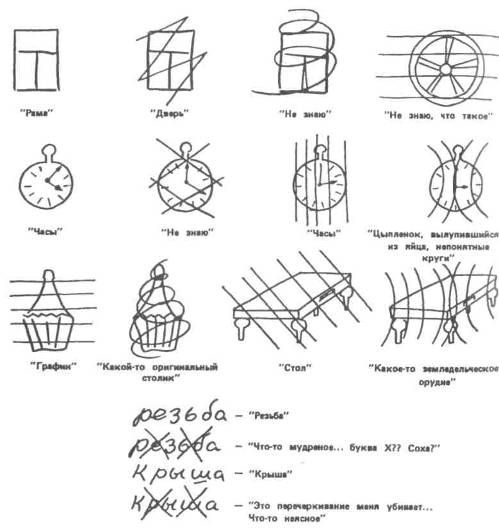 "Рама"
"Дверь"
"Не знаю"
"Не знаю, что такое"
"Часы"
"Не знаю"
"Часы"
"Цыпленок, вылупившийся
из яйца, непонятные
круги"
"Графин"
"Какой-то оригинальный
столик"
"Стол"
"Какое-то земледельческое
орудие"
резьба – "Резьба"
резьба – "Что-то мудреное... буква X?? Соха?"
Крыша – "Крыша"
Крыша – "Это перечеркивание меня убивает...
Что-то неясное"